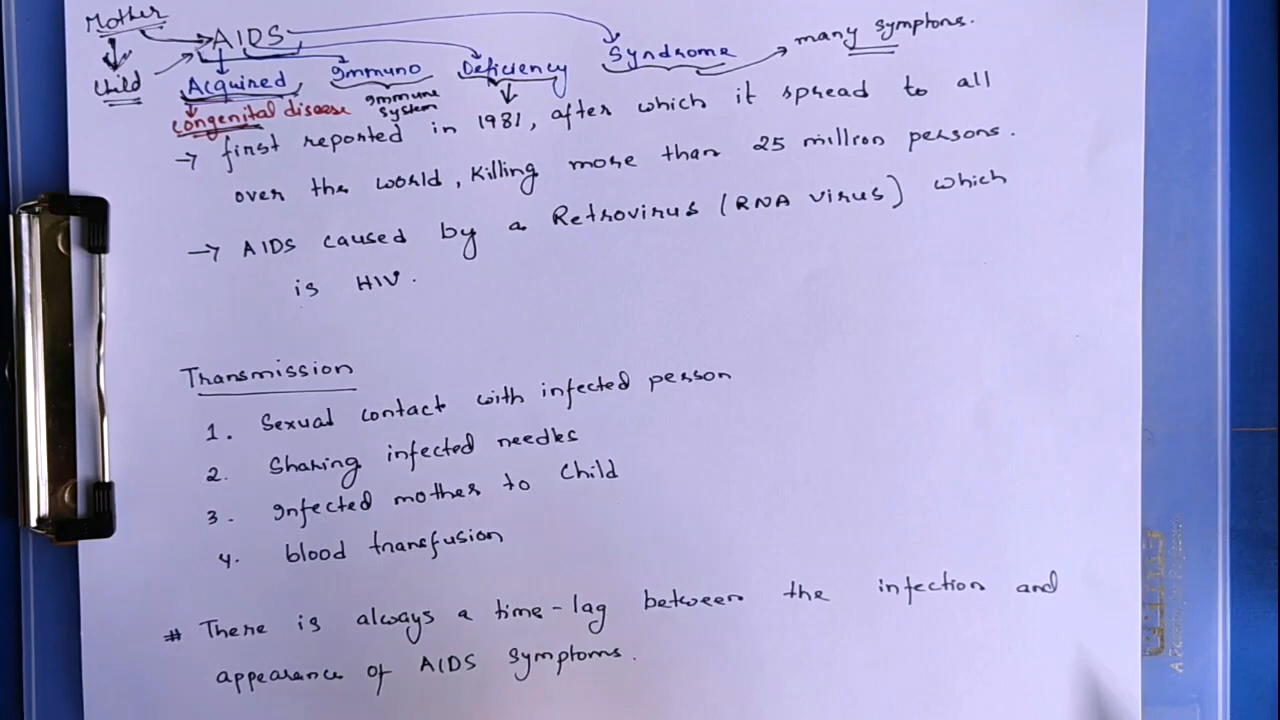 Mother
AIDS
Child
Acquired Immuno Deficiency Syndrome many symptoms.
congenital disease immune system
→ first reported in 1981, after which it spread to all
over the world, killing more than 25 million persons.
→ AIDS caused by a Retrovirus (RNA virus) which
is HIV.
Transmission
1. Sexual contact with infected person
2. Sharing infected needles
3. Infected mother to child
4. blood transfusion
# There is always a time-lag between the infection and
appearance of AIDS symptoms.